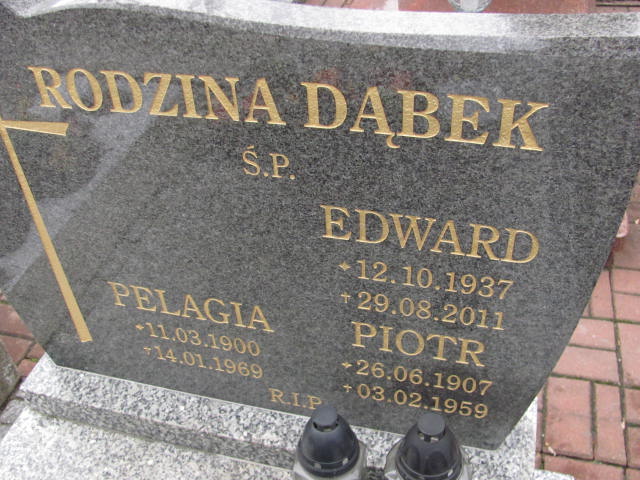 RODZINA DĄBEK
Ś.P.
EDWARD
*12.10.1937
†29.08.2011
PELAGIA
*11.03.1900
†14.01.1969
PIOTR
*26.06.1907
†03.02.1959
R.I.P.